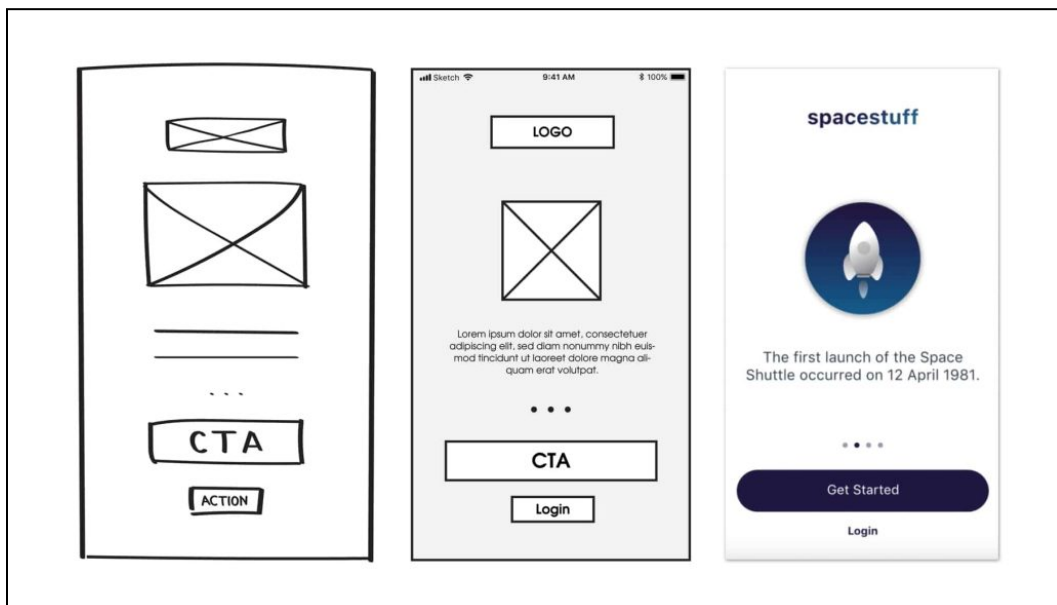 CTA
ACTION
Sketch 9:41 AM 100%
LOGO
Lorem ipsum dolor sit amet, consectetuer
adipiscing elit, sed diam nonummy nibh euis-
mod tincidunt ut laoreet dolore magna ali-
quam erat volutpat.
CTA
Login
spacestuff
The first launch of the Space
Shuttle occurred on 12 April 1981.
Get Started
Login